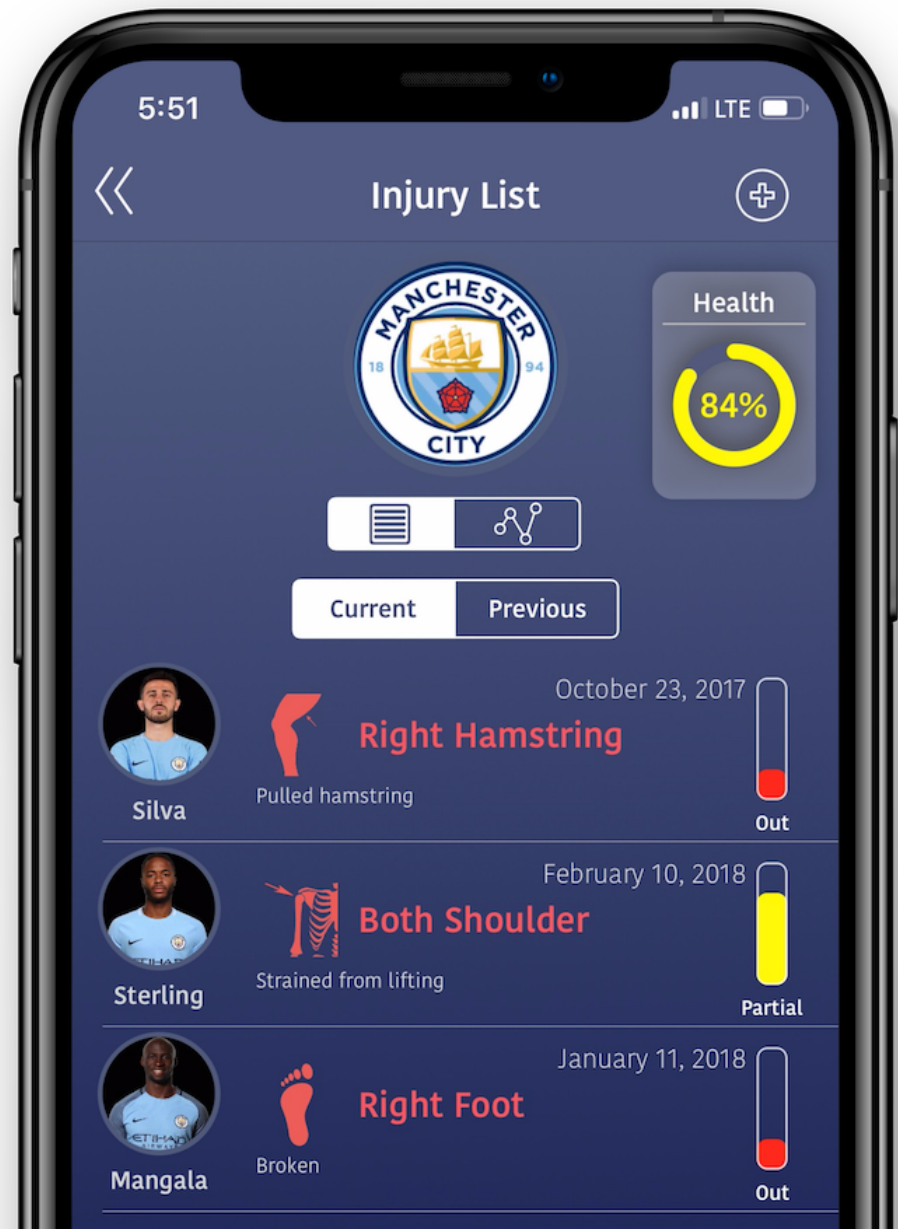 5:51
LTE
Injury List
MANCHESTER
18 94
CITY
Health
84%
Current Previous
October 23, 2017
Right Hamstring
Pulled hamstring
Silva
Out
February 10, 2018
Both Shoulder
Strained from lifting
Sterling
Partial
January 11, 2018
Right Foot
Broken
Mangala
Out